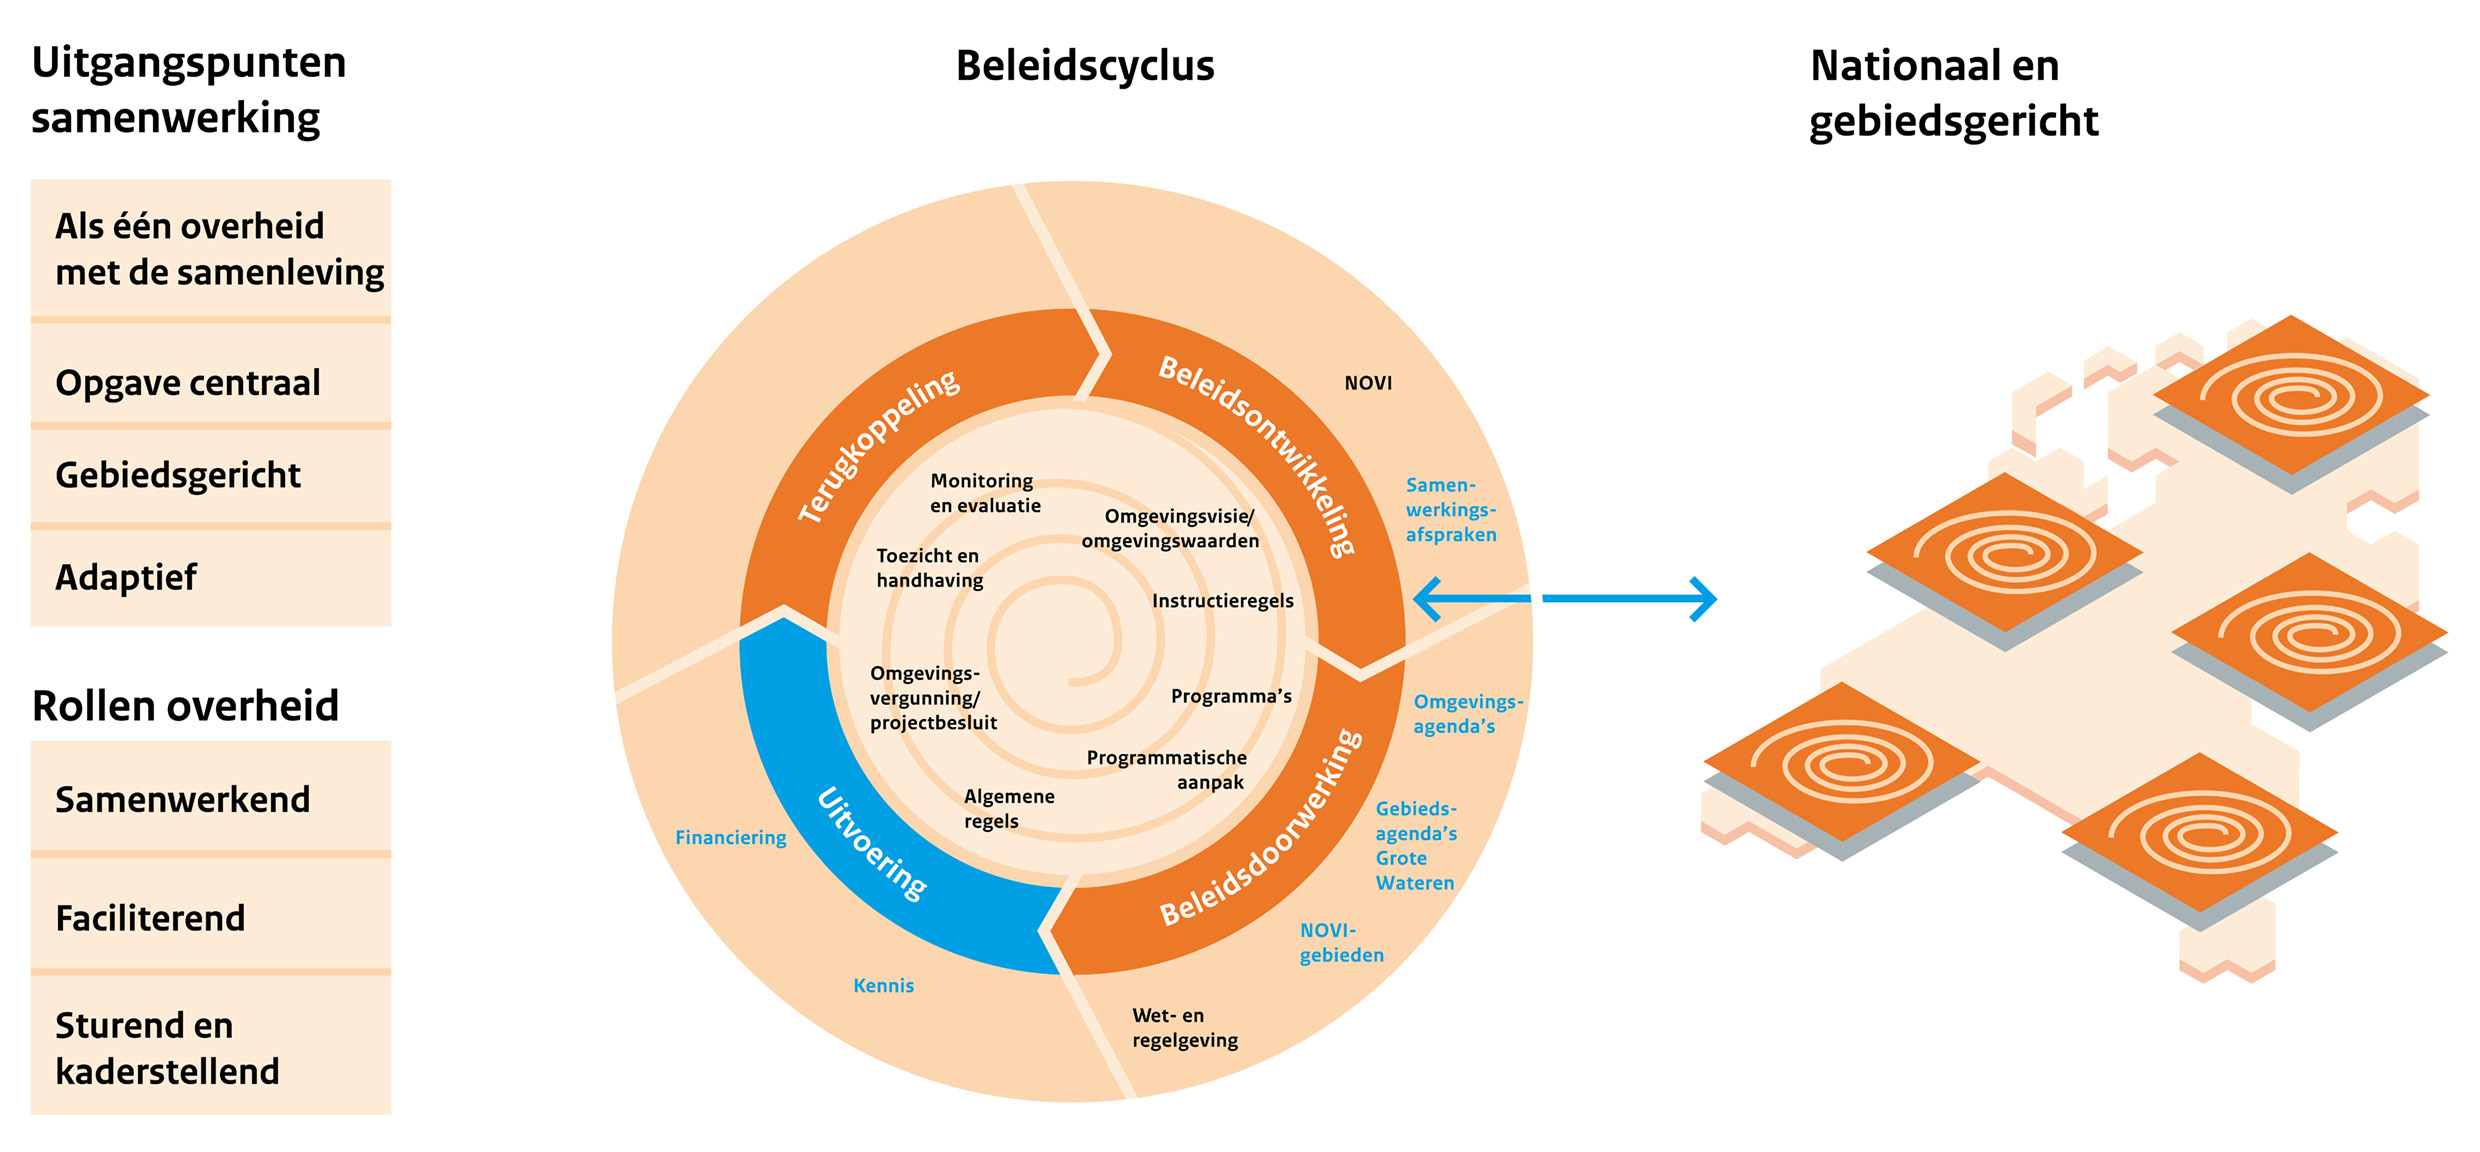 Uitgangspunten
samenwerking
Als één overheid
met de samenleving
Opgave centraal
Gebiedsgericht
Adaptief
Rollen overheid
Samenwerkend
Faciliterend
Sturend en
kaderstellend
Beleidscyclus
Terugkoppeling
Beleidsontwikkeling
Beleidsdoorwerking
Uitvoering
Monitoring
en evaluatie
Toezicht en
handhaving
Omgevingsvisie/
omgevingswaarden
Instructieregels
Programma's
Programmatische
aanpak
Algemene
regels
Omgevings-
vergunning/
projectbesluit
NOVI
Samen-
werkings-
afspraken
Omgevings-
agenda's
Gebieds-
agenda's
Grote
Wateren
NOVI-
gebieden
Wet- en
regelgeving
Kennis
Financiering
Nationaal en
gebiedsgericht